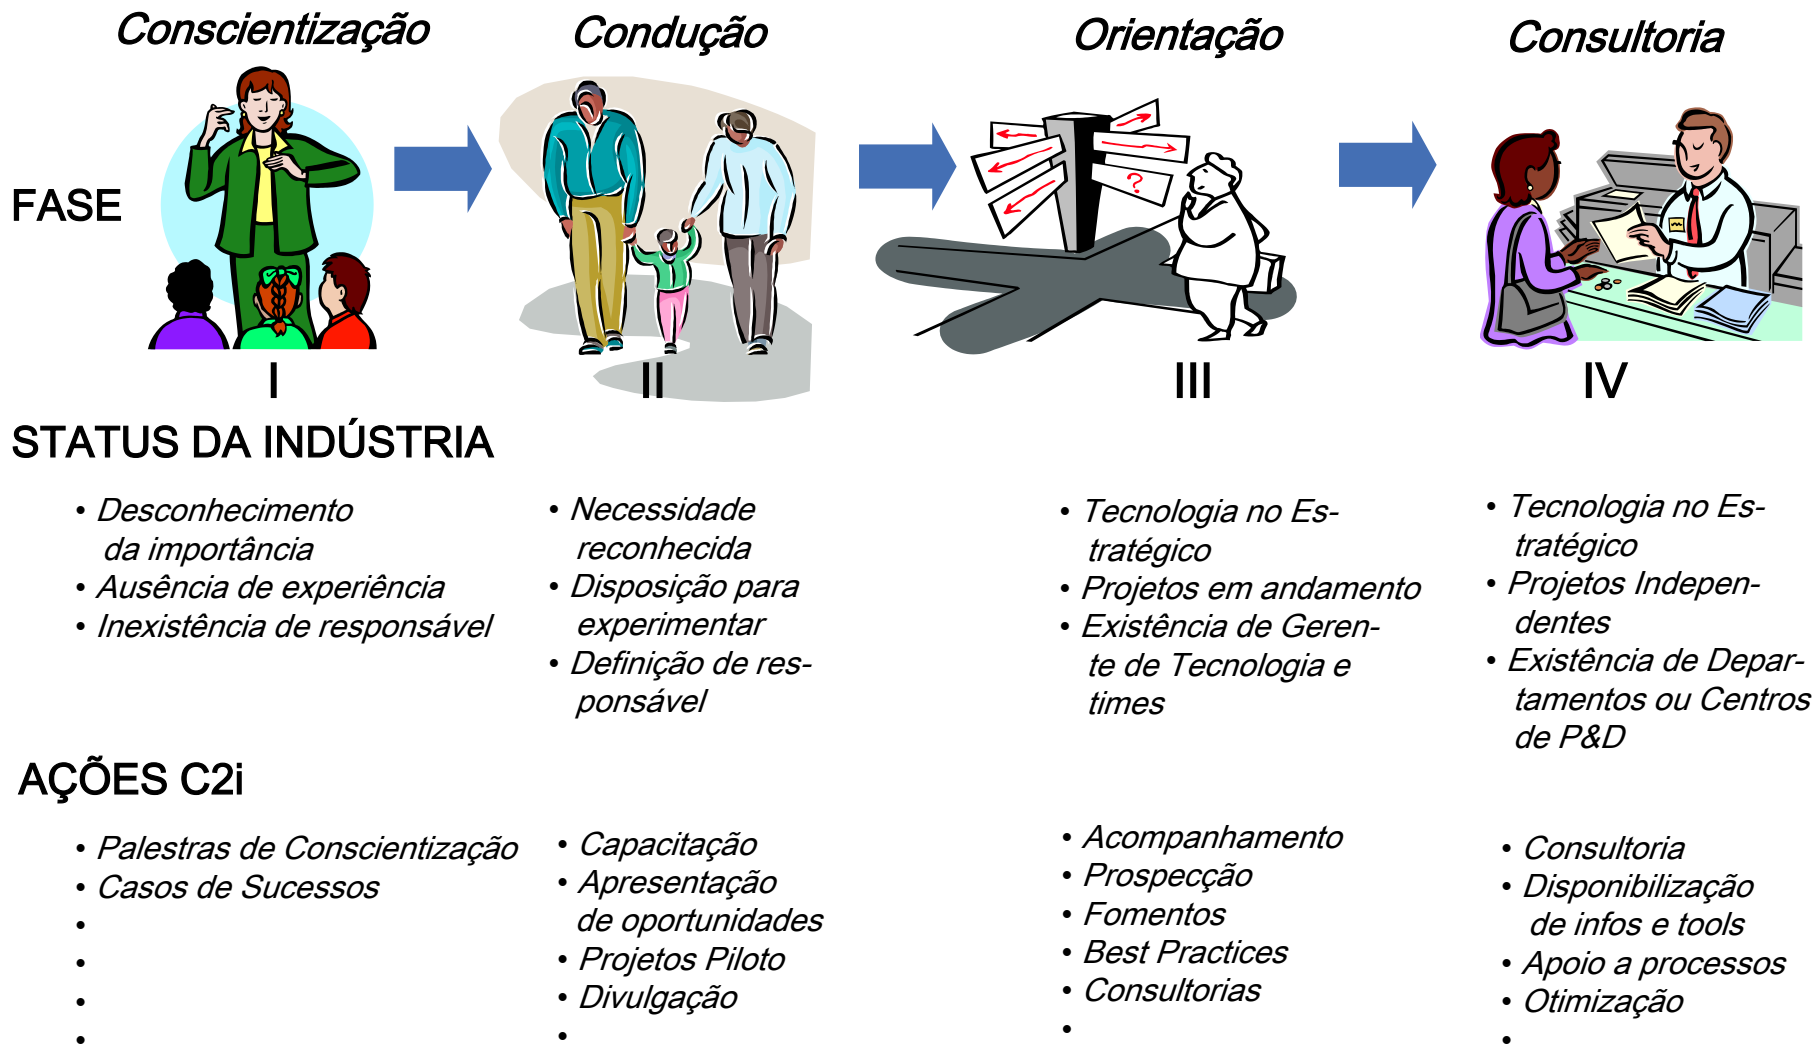 Conscientização
Condução
Orientação
Consultoria
FASE
?
I
II
III
IV
STATUS DA INDÚSTRIA
• Desconhecimento
da importância
• Ausência de experiência
• Inexistência de responsável
• Necessidade
reconhecida
• Disposição para
experimentar
• Definição de res-
ponsável
• Tecnologia no Es-
tratégico
• Projetos em andamento
• Existência de Geren-
te de Tecnologia e
times
• Tecnologia no Es-
tratégico
• Projetos Indepen-
dentes
• Existência de Depar-
tamentos ou Centros
de P&D
AÇÕES C2i
• Palestras de Conscientização
• Casos de Sucessos
•
•
•
•
• Capacitação
• Apresentação
de oportunidades
• Projetos Piloto
• Divulgação
•
• Acompanhamento
• Prospecção
• Fomentos
• Best Practices
• Consultorias
•
• Consultoria
• Disponibilização
de infos e tools
• Apoio a processos
• Otimização
•